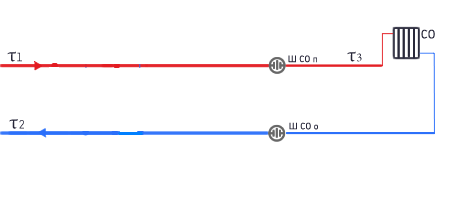 τ1
ш со п
τ3
СО
τ2
ш со о